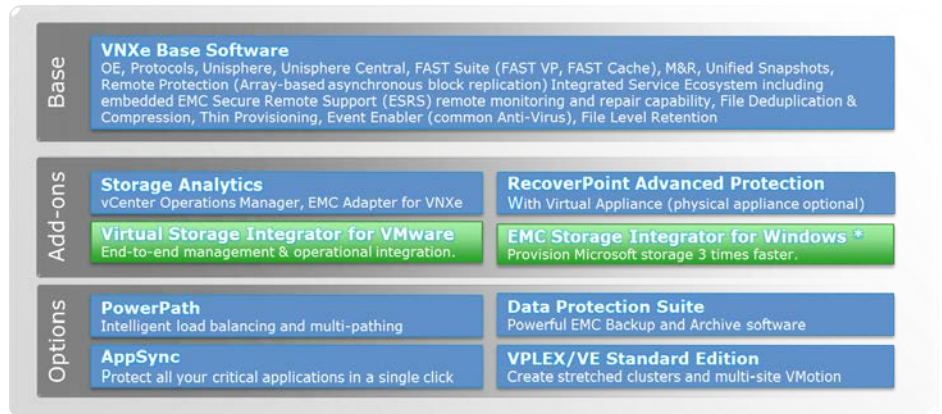 Base
VNXe Base Software
OE, Protocols, Unisphere, Unisphere Central, FAST Suite (FAST VP, FAST Cache), M&R, Unified Snapshots,
Remote Protection (Array-based asynchronous block replication) Integrated Service Ecosystem including
embedded EMC Secure Remote Support (ESRS) remote monitoring and repair capability, File Deduplication &
Compression, Thin Provisioning, Event Enabler (common Anti-Virus), File Level Retention
Add-ons
Storage Analytics
vCenter Operations Manager, EMC Adapter for VNXe
RecoverPoint Advanced Protection
With Virtual Appliance (physical appliance optional)
Virtual Storage Integrator for VMware
End-to-end management & operational integration.
EMC Storage Integrator for Windows *
Provision Microsoft storage 3 times faster.
Options
PowerPath
Intelligent load balancing and multi-pathing
Data Protection Suite
Powerful EMC Backup and Archive software
AppSync
Protect all your critical applications in a single click
VPLEX/VE Standard Edition
Create stretched clusters and multi-site VMotion